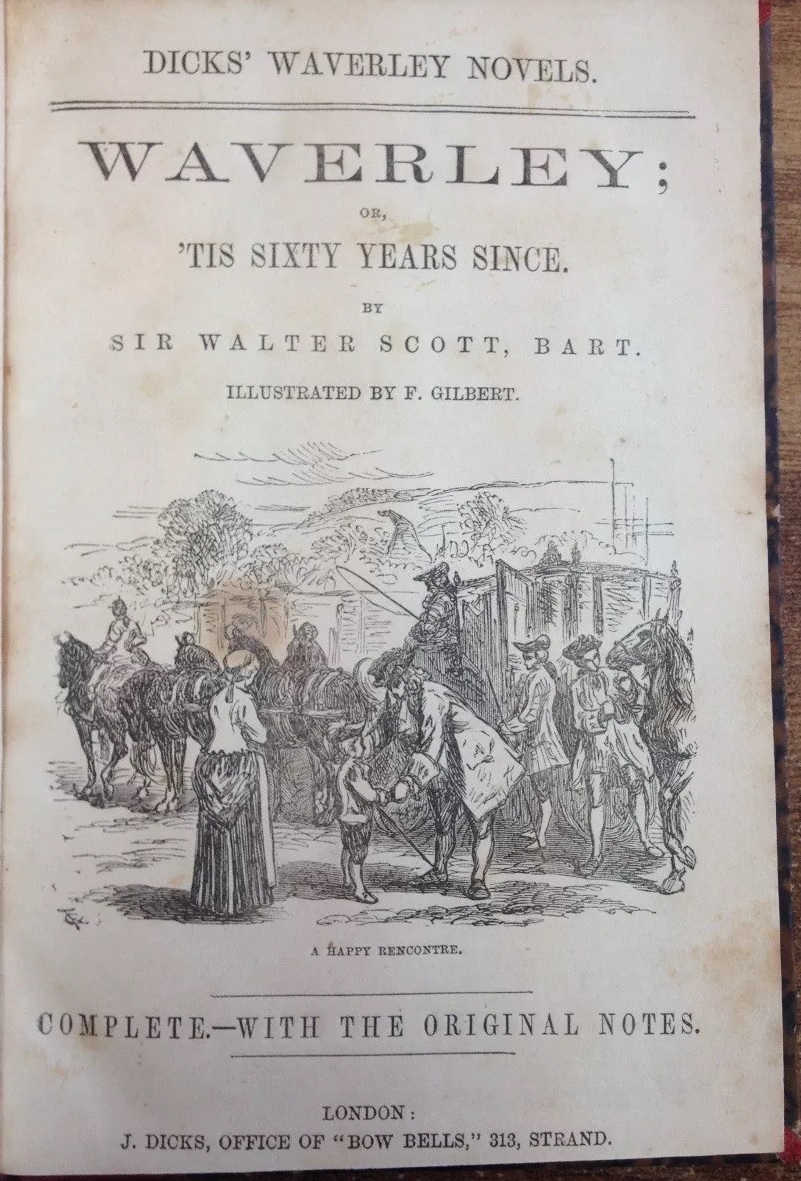 DICKS' WAVERLEY NOVELS.
WAVERLEY;
OR,
'TIS SIXTY YEARS SINCE.
BY
SIR WALTER SCOTT, BART.
ILLUSTRATED BY F. GILBERT.
A HAPPY RENCONTRE.
COMPLETE.—WITH THE ORIGINAL NOTES.
LONDON:
J. DICKS, OFFICE OF "BOW BELLS," 313, STRAND.